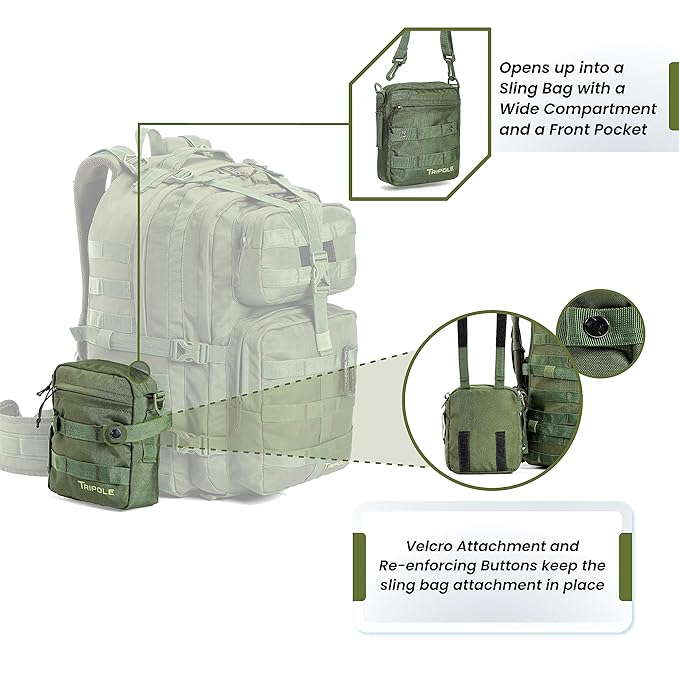 Opens up into a
Sling Bag with a
Wide Compartment
and a Front Pocket
TRIPOLE
TRIPOLE
TRIPOLE
Velcro Attachment and
Re-enforcing Buttons keep the
sling bag attachment in place